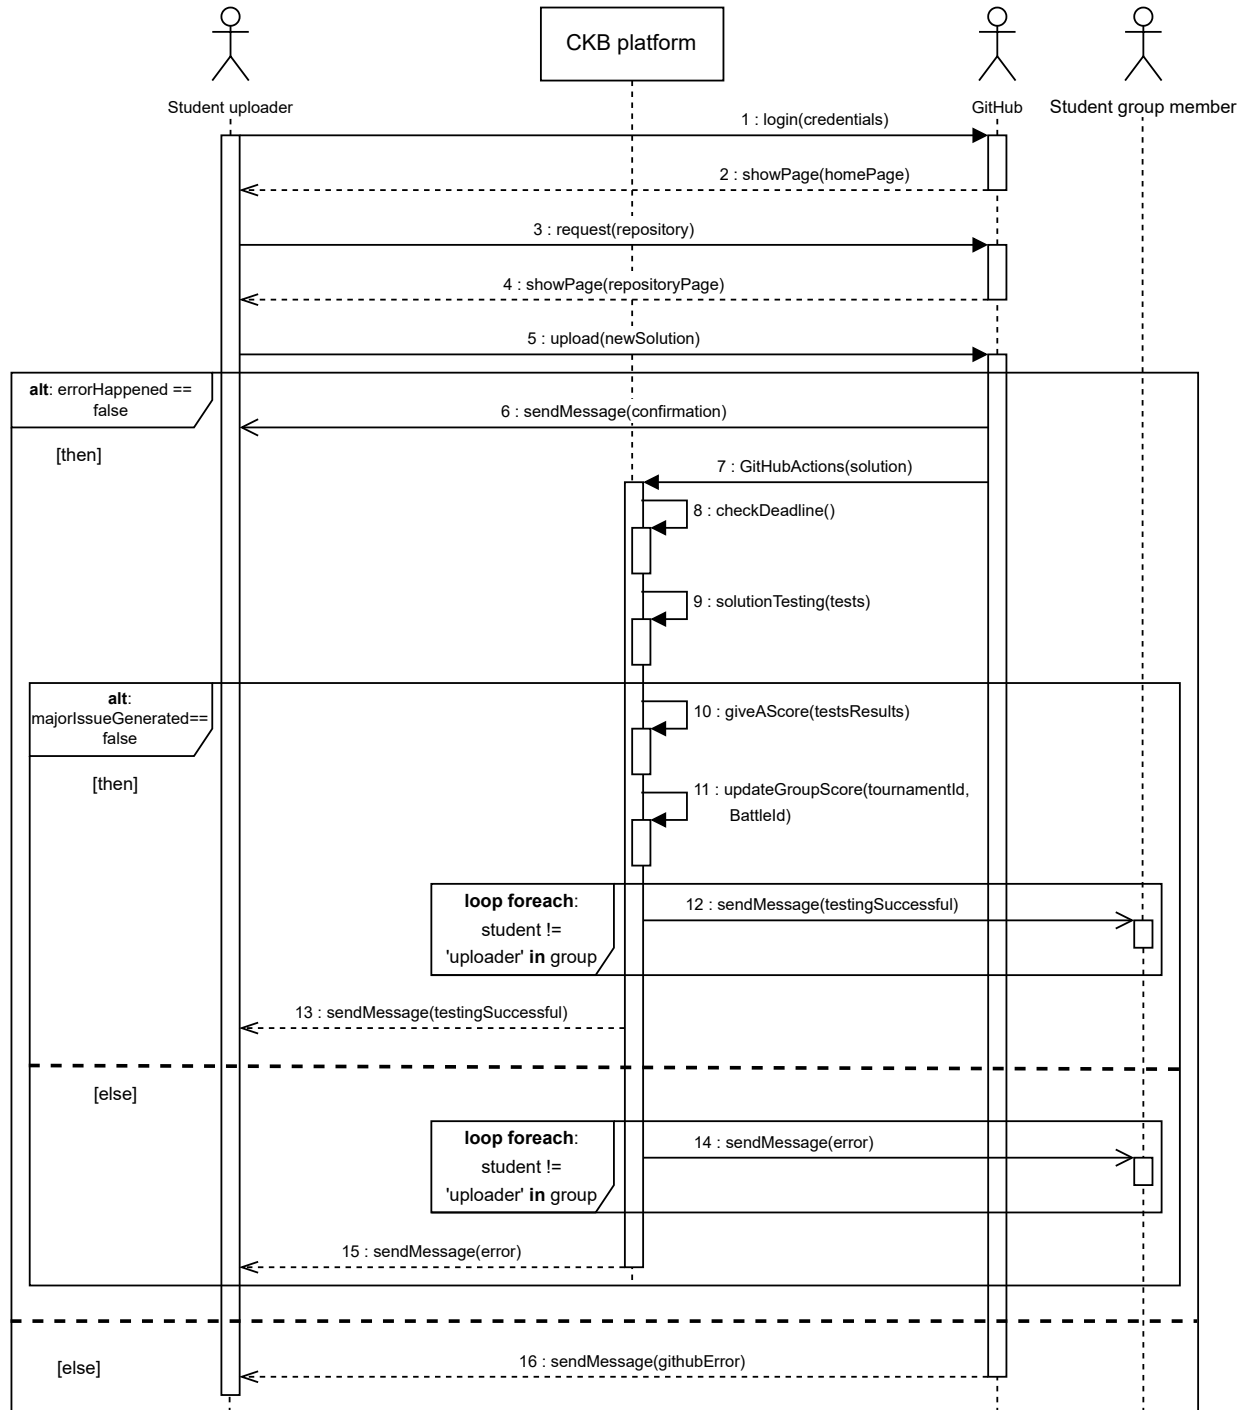 CKB platform
Student uploader
GitHub
Student group member
1 : login(credentials)
2 : showPage(homePage)
3 : request(repository)
4 : showPage(repositoryPage)
5 : upload(newSolution)
alt: errorHappened ==
false
6 : sendMessage(confirmation)
[then]
7 : GitHubActions(solution)
8 : checkDeadline()
9 : solutionTesting(tests)
alt:
majorIssueGenerated==
false
10 : giveAScore(testsResults)
[then]
11 : updateGroupScore(tournamentId,
BattleId)
loop foreach:
student !=
'uploader' in group
12 : sendMessage(testingSuccessful)
13 : sendMessage(testingSuccessful)
[else]
loop foreach:
student !=
'uploader' in group
14 : sendMessage(error)
15 : sendMessage(error)
[else]
16 : sendMessage(githubError)